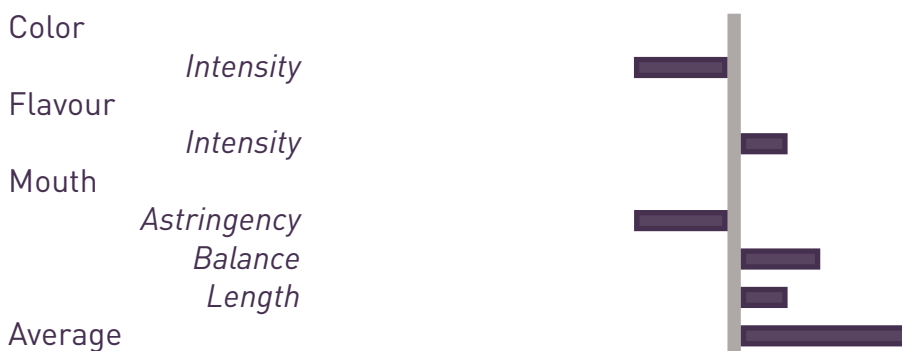 Color
Intensity
Flavour
Intensity
Mouth
Astringency
Balance
Length
Average